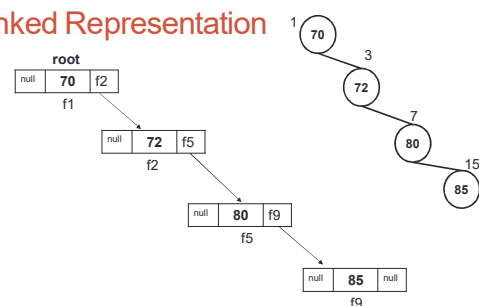 nked Representation
root
null 70 f2
f1
null 72 f5
f2
null 80 f9
f5
null 85 null
f9
1
70
3
72
7
80
15
85